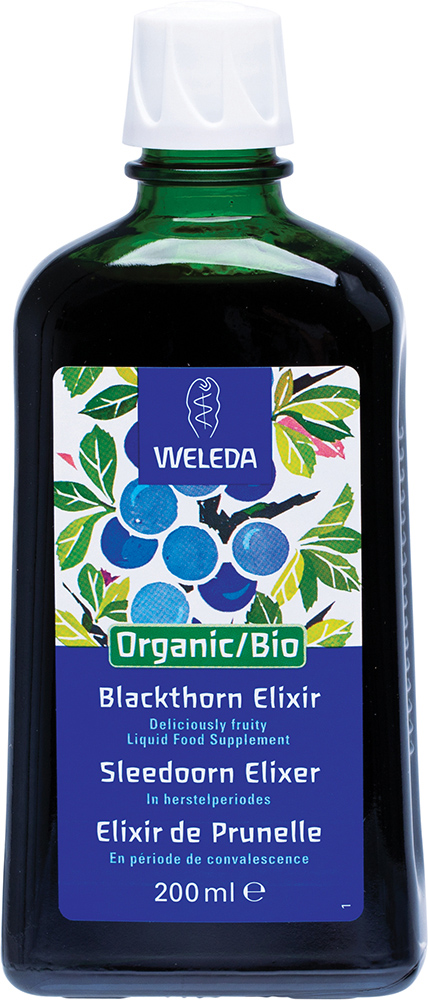 WELEDA
Organic/Bio
Blackthorn Elixir
Deliciously fruity
Liquid Food Supplement
Sleedoorn Elixer
In herstelperiodes
Elixir de Prunelle
En période de convalescence
200 ml ℮
1